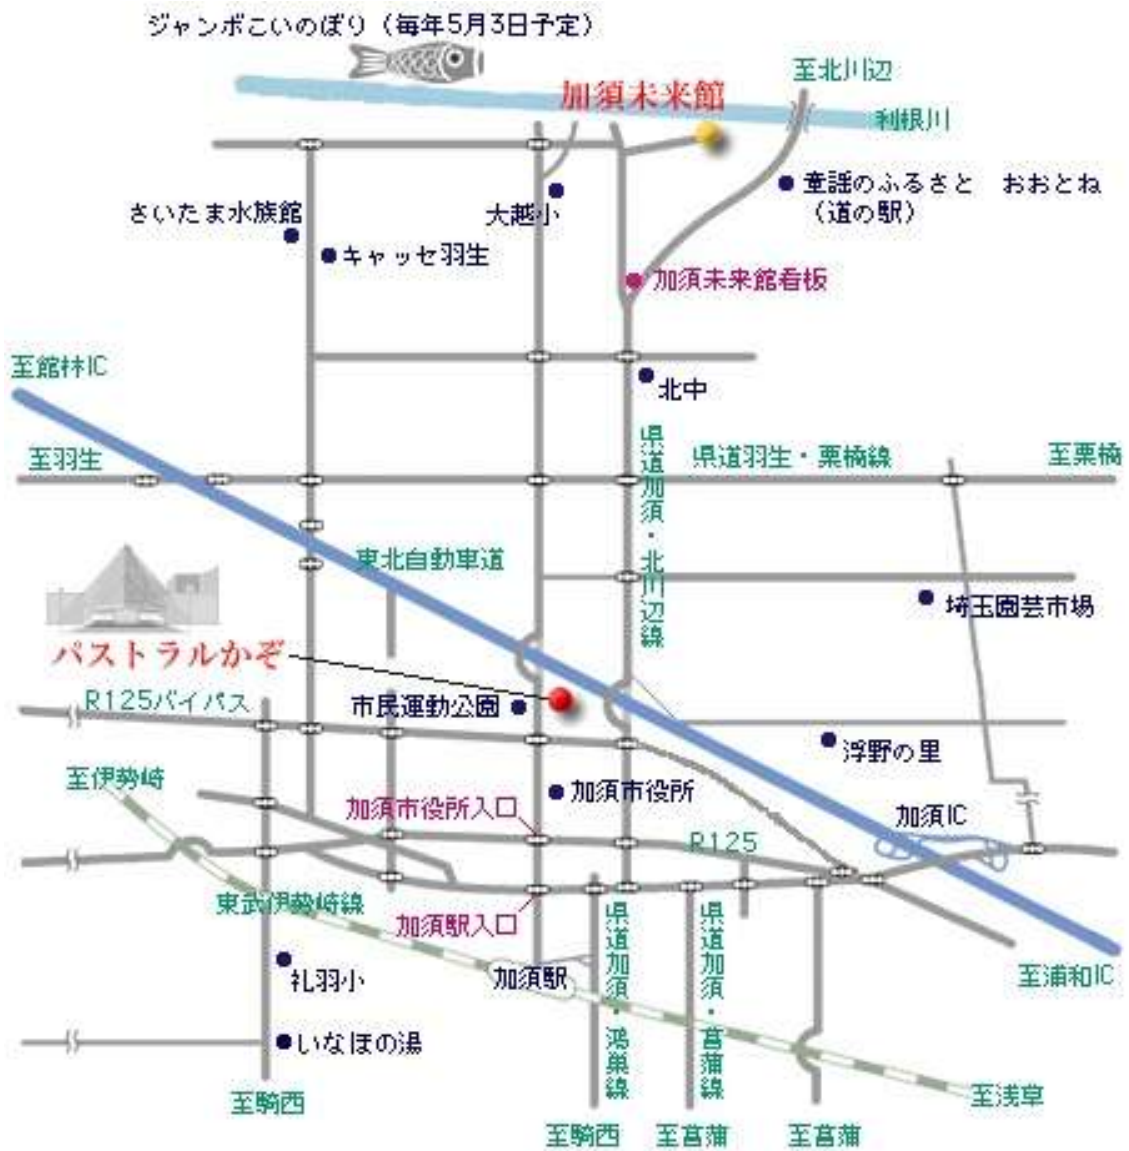 ジャンボこいのぼり（毎年5月3日予定）
至北川辺
加須未来館
利根川
童謡のふるさと　おおとね
（道の駅）
さいたま水族館
大越小
キャッセ羽生
加須未来館看板
至館林IC
北中
至羽生
県道加須・北川辺線
県道羽生・栗橋線
至栗橋
東北自動車道
埼玉園芸市場
パストラルかぞ
R125バイパス
市民運動公園
浮野の里
至伊勢崎
加須市役所
加須市役所入口
加須IC
R125
東武伊勢崎線
加須駅入口
県道加須・鴻巣線
県道加須・菖蒲線
礼羽小
加須駅
至浦和IC
いなほの湯
至騎西
至浅草
至騎西
至菖蒲
至菖蒲